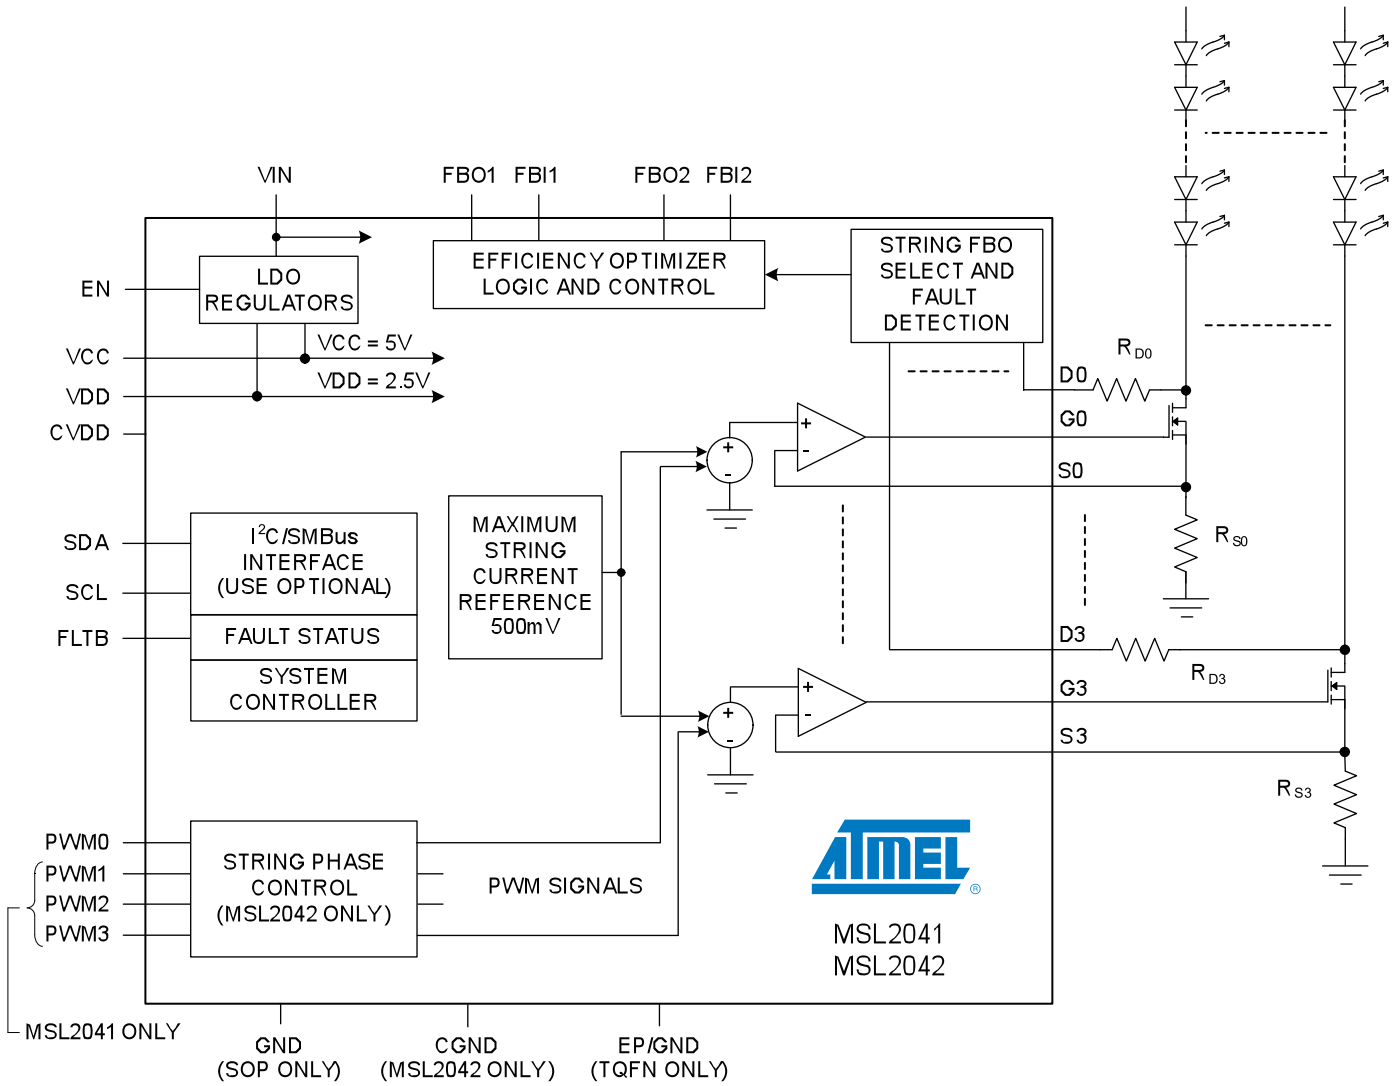 VIN
FBO1 FBI1 FBO2 FBI2
EN
LDO
REGULATORS
EFFICIENCY OPTIMIZER
LOGIC AND CONTROL
STRING FBO
SELECT AND
FAULT
DETECTION
VCC
VCC = 5V
VDD
VDD = 2.5V
CVDD
D0
RD0
G0
S0
RS0
+
-
+
-
SDA
SCL
FLTB
I2C/SMBus
INTERFACE
(USE OPTIONAL)
FAULT STATUS
SYSTEM
CONTROLLER
MAXIMUM
STRING
CURRENT
REFERENCE
500mV
D3
RD3
G3
S3
RS3
+
-
+
-
PWM0
PWM1
PWM2
PWM3
STRING PHASE
CONTROL
(MSL2042 ONLY)
PWM SIGNALS
ATMEL ®
MSL2041
MSL2042
MSL2041 ONLY
GND
(SOP ONLY)
CGND
(MSL2042 ONLY)
EP/GND
(TQFN ONLY)